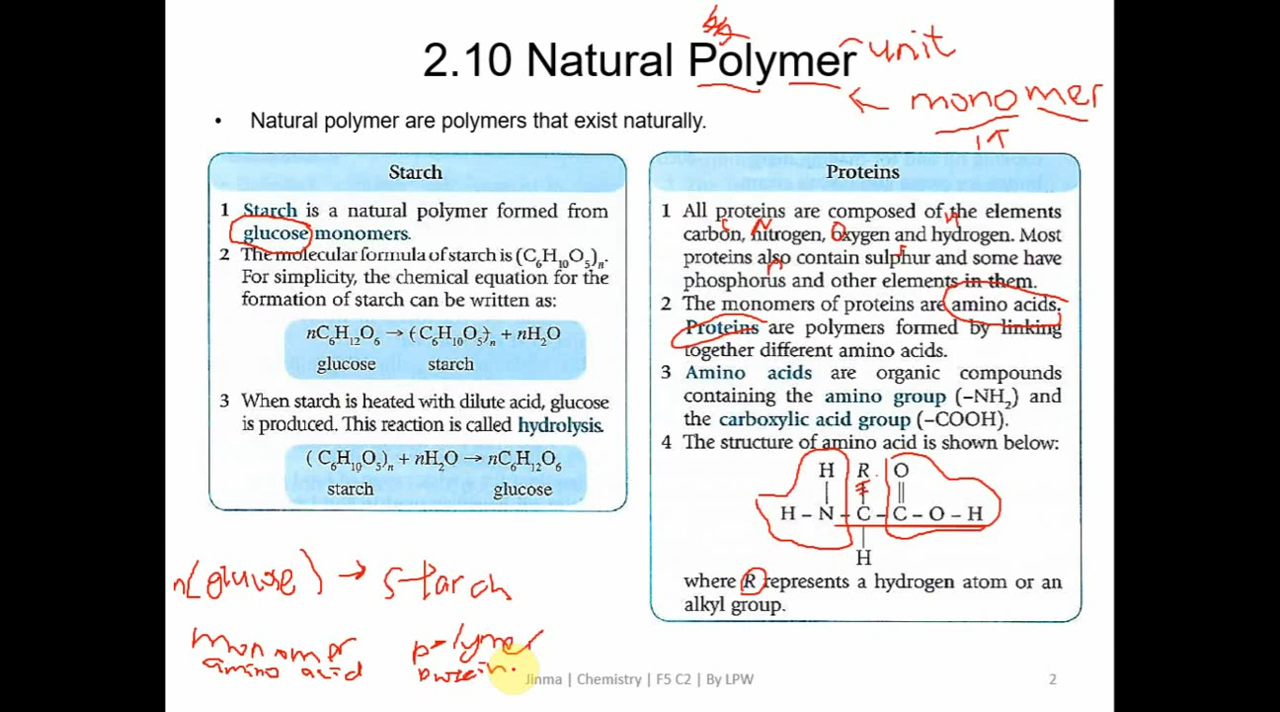 2.10 Natural Polymer
unit
monomer
Natural polymer are polymers that exist naturally.
Starch
1 Starch is a natural polymer formed from
glucose monomers.
2 The molecular formula of starch is (C₆H₁₀O₅)ₙ.
For simplicity, the chemical equation for the
formation of starch can be written as:
nC₆H₁₂O₆ → (C₆H₁₀O₅)ₙ + nH₂O
glucose starch
3 When starch is heated with dilute acid, glucose
is produced. This reaction is called hydrolysis.
(C₆H₁₀O₅)ₙ + nH₂O → nC₆H₁₂O₆
starch glucose
n(glucose) → starch
monomer polymer
amino acid protein.
Proteins
1 All proteins are composed of the elements
carbon, nitrogen, oxygen and hydrogen. Most
proteins also contain sulphur and some have
phosphorus and other elements in them.
2 The monomers of proteins are amino acids.
Proteins are polymers formed by linking
together different amino acids.
3 Amino acids are organic compounds
containing the amino group (–NH₂) and
the carboxylic acid group (–COOH).
4 The structure of amino acid is shown below:
H R O
H – N – C – C – O – H
H
where R represents a hydrogen atom or an
alkyl group.
Jinma | Chemistry | F5 C2 | By LPW
2